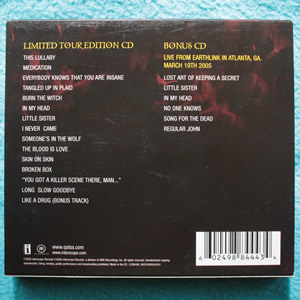 LIMITED TOUR EDITION CD
THIS LULLABY
MEDICATION
EVERYBODY KNOWS THAT YOU ARE INSANE
TANGLED UP IN PLAID
BURN THE WITCH
IN MY HEAD
LITTLE SISTER
I NEVER CAME
SOMEONE'S IN THE WOLF
THE BLOOD IS LOVE
SKIN ON SKIN
BROKEN BOX
"YOU GOT A KILLER SCENE THERE, MAN..."
LONG SLOW GOODBYE
LIKE A DRUG (BONUS TRACK)
BONUS CD
LIVE FROM EARTHLINK IN ATLANTA, GA.
MARCH 19TH 2005
LOST ART OF KEEPING A SECRET
LITTLE SISTER
IN MY HEAD
NO ONE KNOWS
SONG FOR THE DEAD
REGULAR JOHN
www.qotsa.com
www.interscope.com
6 02498 84443 4